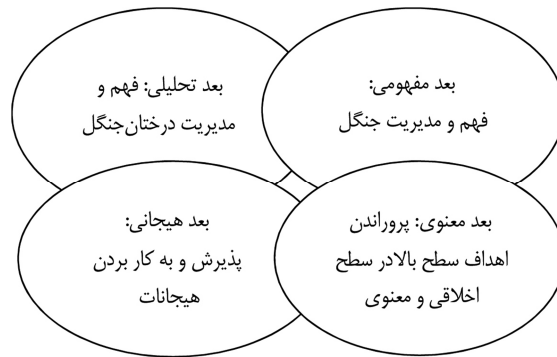 بعد مفهومی:
فهم و مدیریت جنگل
بعد تحلیلی: فهم و
مدیریت درختان‌جنگل
بعد معنوی: پروراندن
اهداف سطح بالادر سطح
اخلاقی و معنوی
بعد هیجانی:
پذیرش و به کار بردن
هیجانات